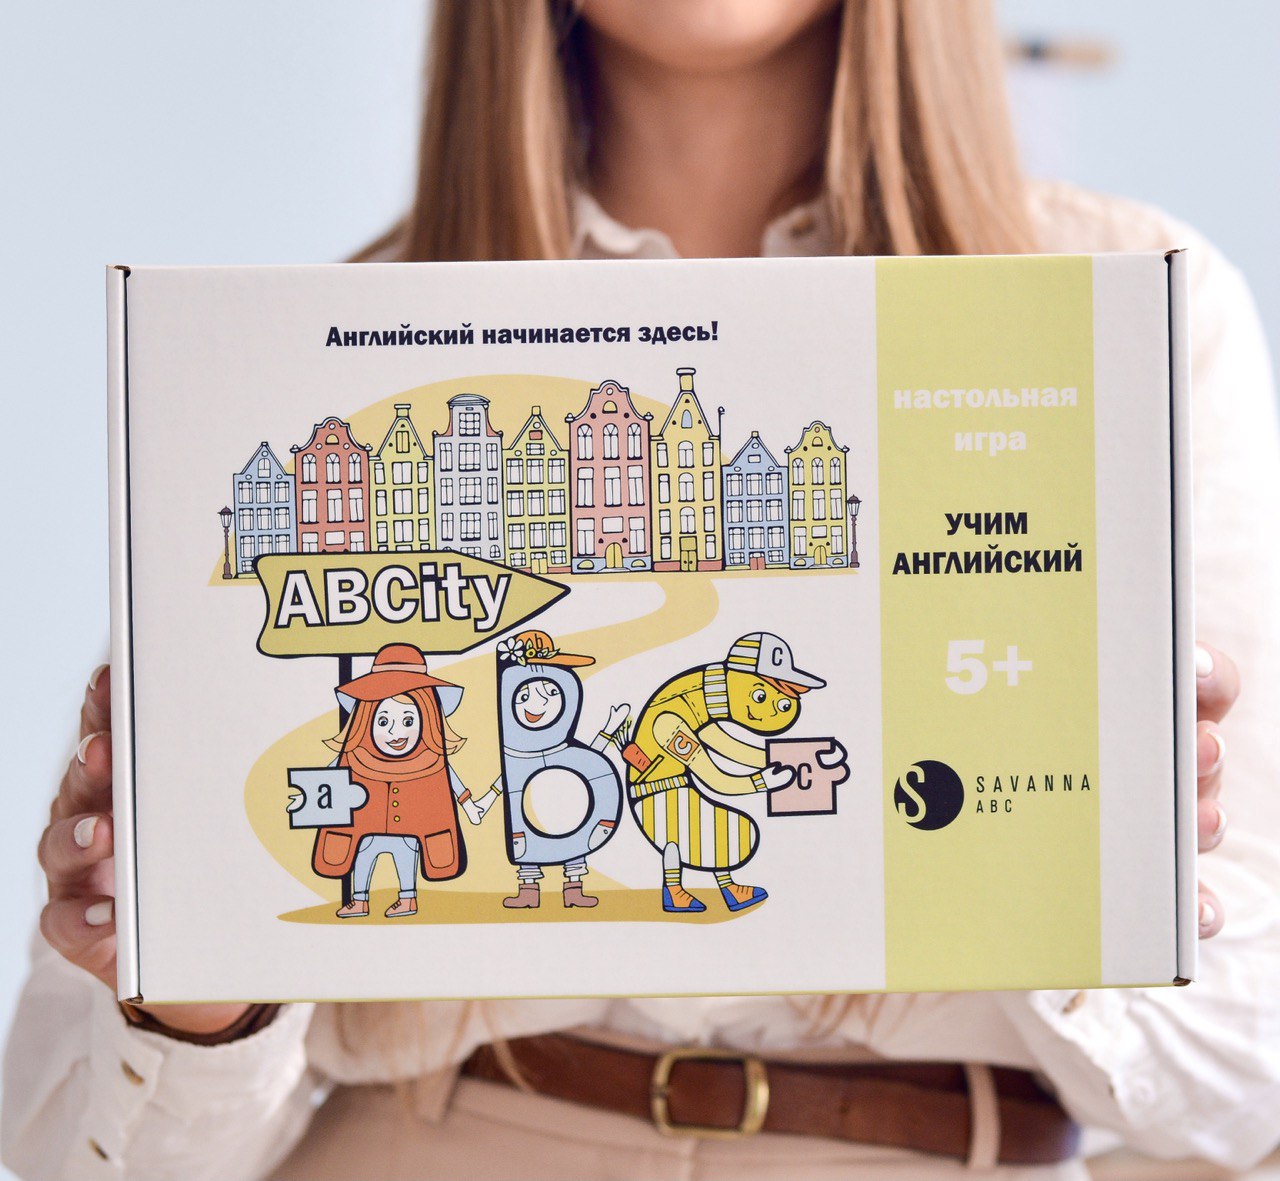 Английский начинается здесь!
настольная
игра
УЧИМ
АНГЛИЙСКИЙ
5+
ABCity
b
C
a
C
c
S
SAVANNA
ABC